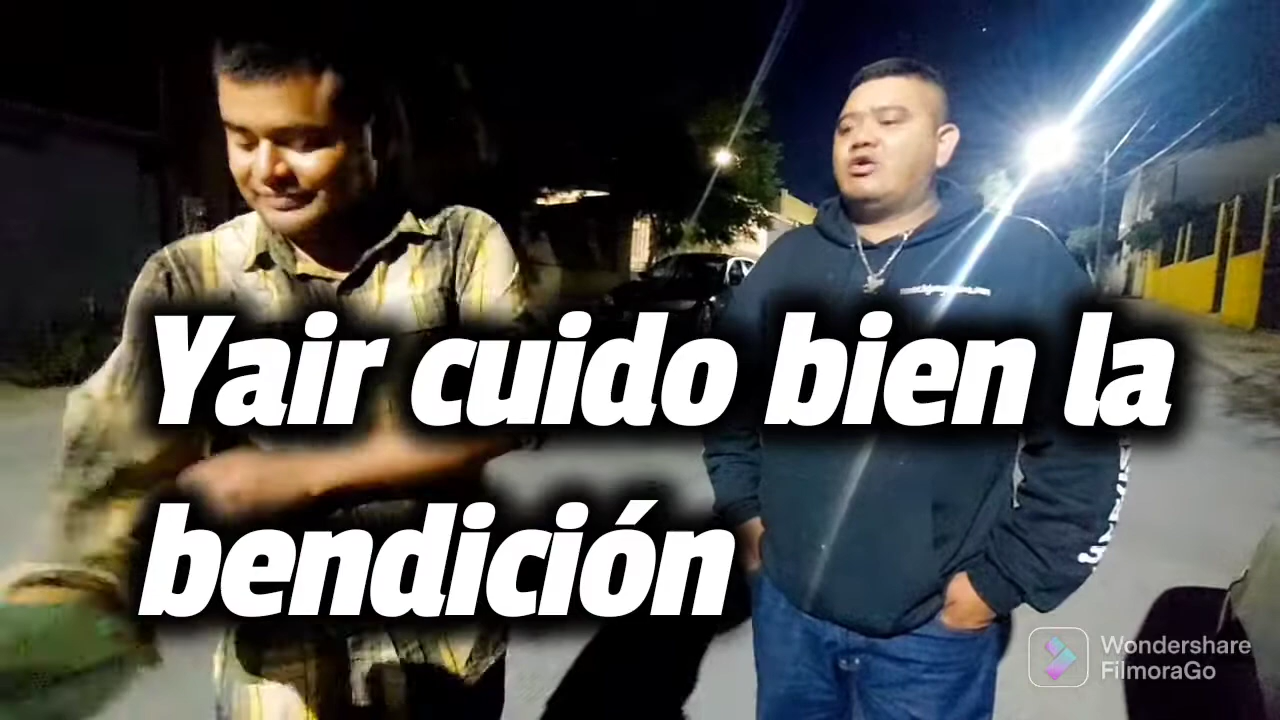 Yair cuido bien la
bendición
Wondershare
FilmoraGo